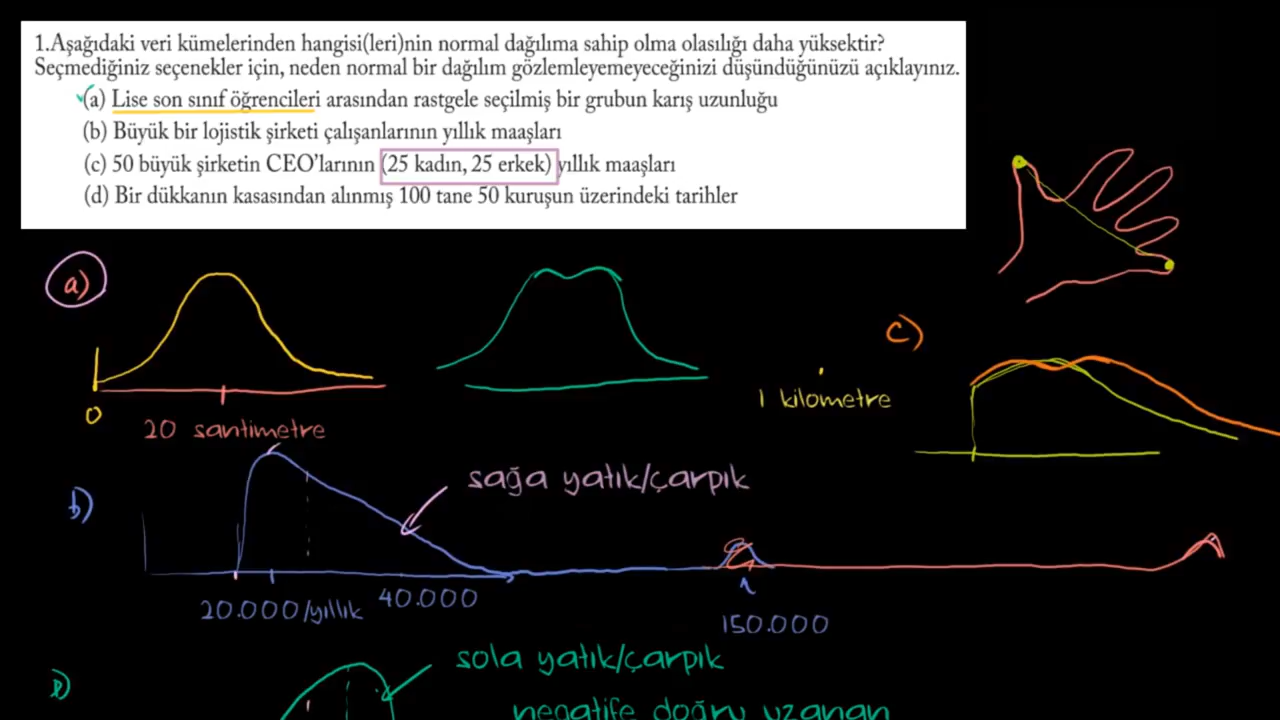 1.Aşağıdaki veri kümelerinden hangisi(leri)nin normal dağılıma sahip olma olasılığı daha yüksektir?
Seçmediğiniz seçenekler için, neden normal bir dağılım gözlemleyemeyeceğinizi düşündüğünüzü açıklayınız.
(a) Lise son sınıf öğrencileri arasından rastgele seçilmiş bir grubun karış uzunluğu
(b) Büyük bir lojistik şirketi çalışanlarının yıllık maaşları
(c) 50 büyük şirketin CEO'larının (25 kadın, 25 erkek) yıllık maaşları
(d) Bir dükkanın kasasından alınmış 100 tane 50 kuruşun üzerindeki tarihler
a)
c)
1 kilometre
0
20 santimetre
sağa yatık/çarpık
b)
20.000/yıllık
40.000
150.000
sola yatık/çarpık
negatife doğru uzanan